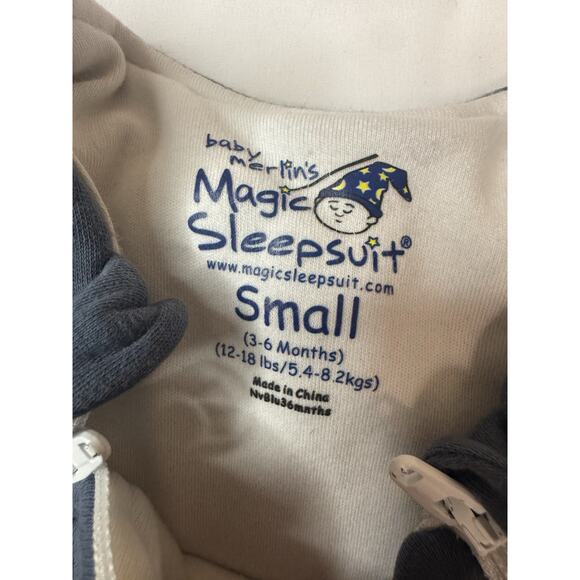 baby
merlin's
Magic
Sleepsuit®
www.magicsleepsuit.com
Small
(3-6 Months)
(12-18 lbs/5.4-8.2kgs)
Made in China
NvBlu36mnths